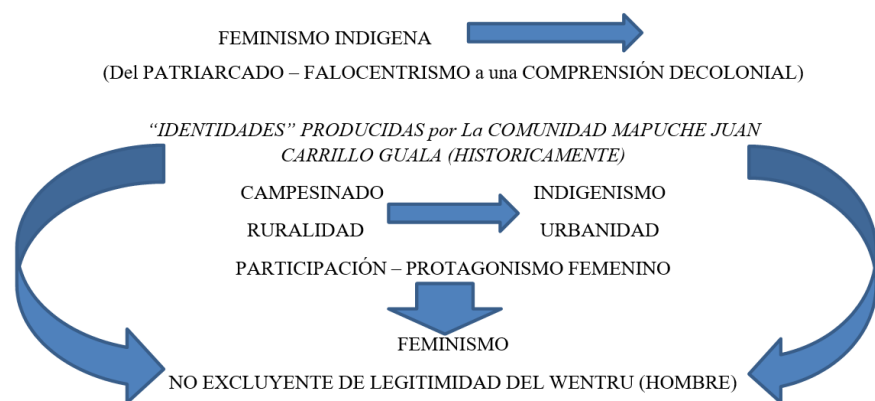 FEMINISMO INDIGENA
(Del PATRIARCADO – FALOCENTRISMO a una COMPRENSIÓN DECOLONIAL)
“IDENTIDADES” PRODUCIDAS por La COMUNIDAD MAPUCHE JUAN
CARRILLO GUALA (HISTORICAMENTE)
CAMPESINADO INDIGENISMO
RURALIDAD URBANIDAD
PARTICIPACIÓN – PROTAGONISMO FEMENINO
FEMINISMO
NO EXCLUYENTE DE LEGITIMIDAD DEL WENTRU (HOMBRE)